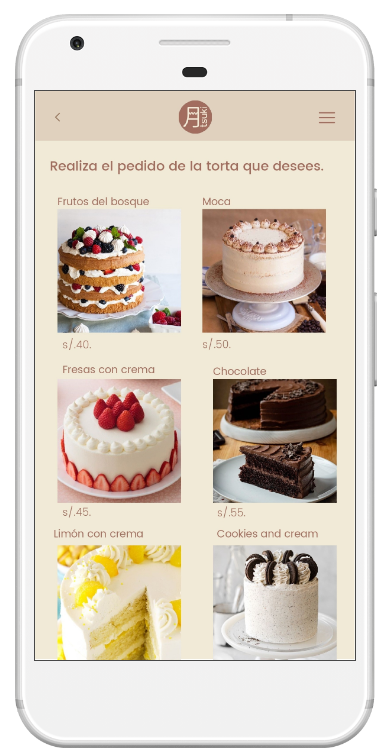 月 tsuki
Realiza el pedido de la torta que desees.
Frutos del bosque
Moca
s/.40.
s/.50.
Fresas con crema
Chocolate
s/.45.
s/.55.
Limón con crema
Cookies and cream